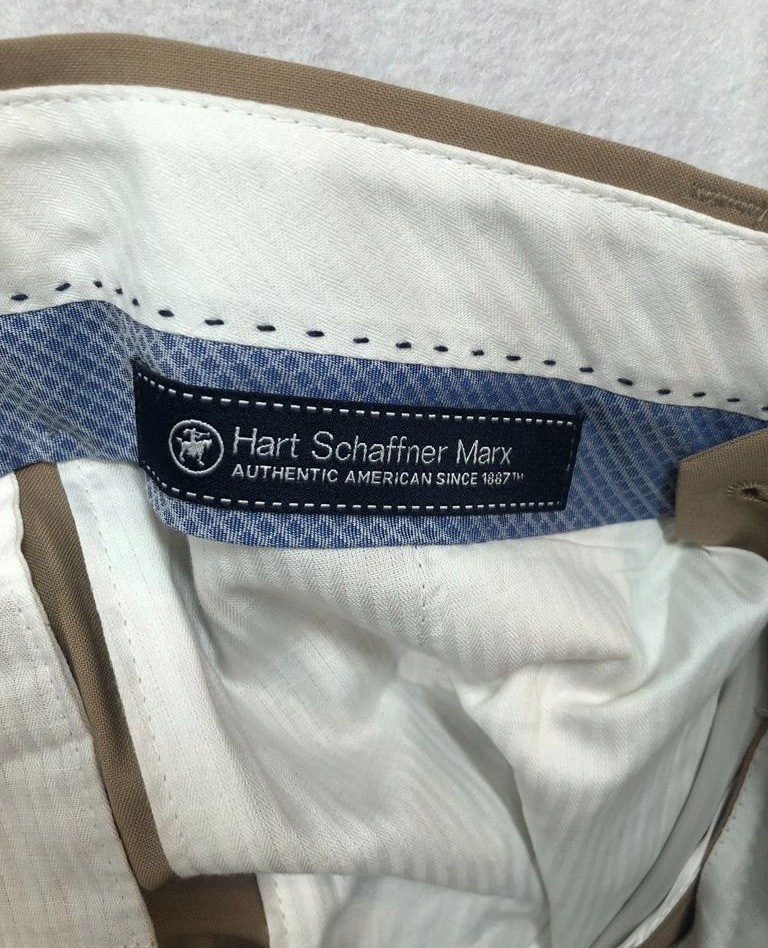 Hart Schaffner Marx
AUTHENTIC AMERICAN SINCE 1887™